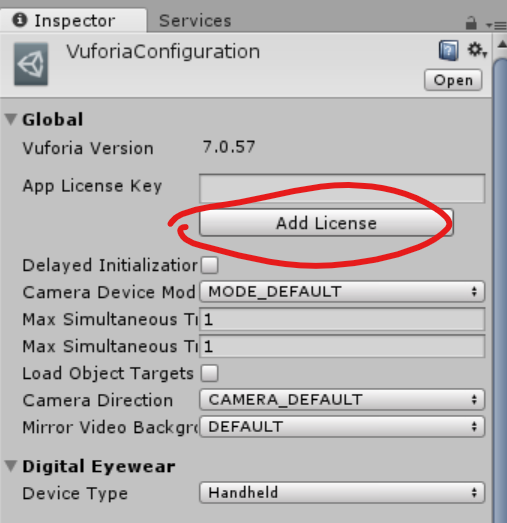 Inspector Services
VuforiaConfiguration
Open
Global
Vuforia Version 7.0.57
App License Key
Add License
Delayed Initialization
Camera Device Mod MODE_DEFAULT
Max Simultaneous Tr 1
Max Simultaneous Tr 1
Load Object Targets
Camera Direction CAMERA_DEFAULT
Mirror Video Backgro DEFAULT
Digital Eyewear
Device Type Handheld